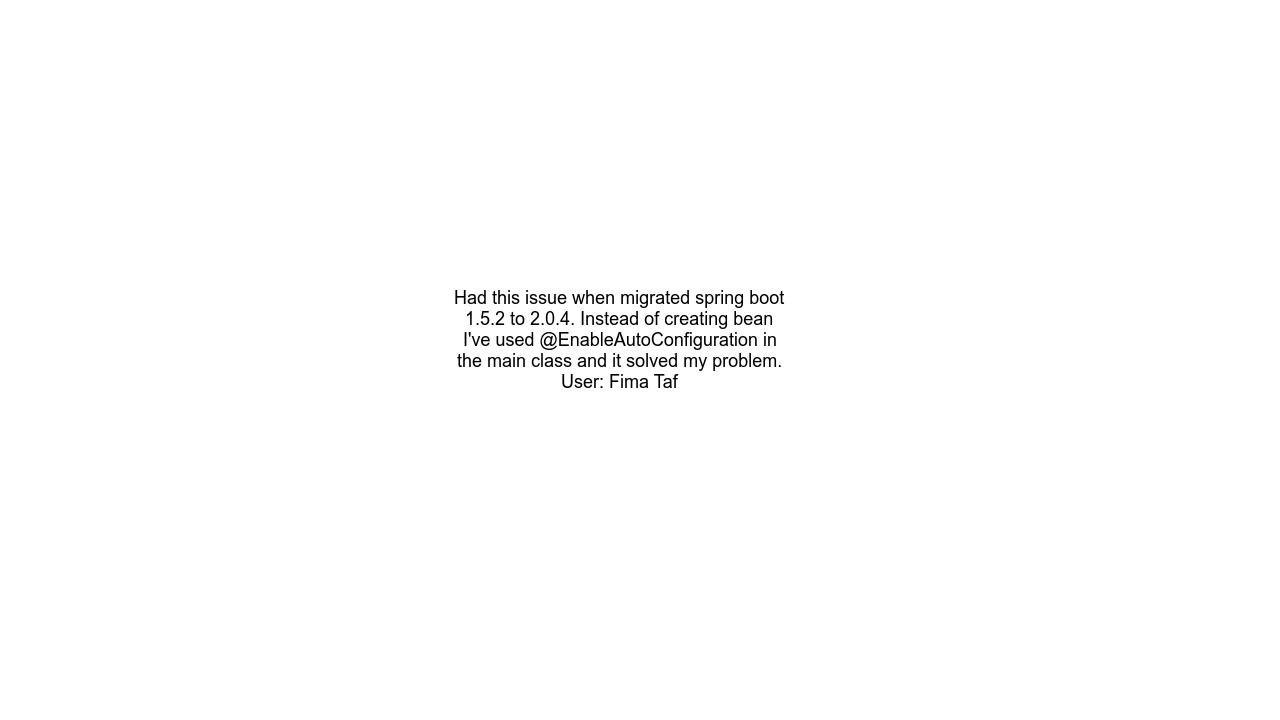 Had this issue when migrated spring boot
1.5.2 to 2.0.4. Instead of creating bean
I've used @EnableAutoConfiguration in
the main class and it solved my problem.
User: Fima Taf